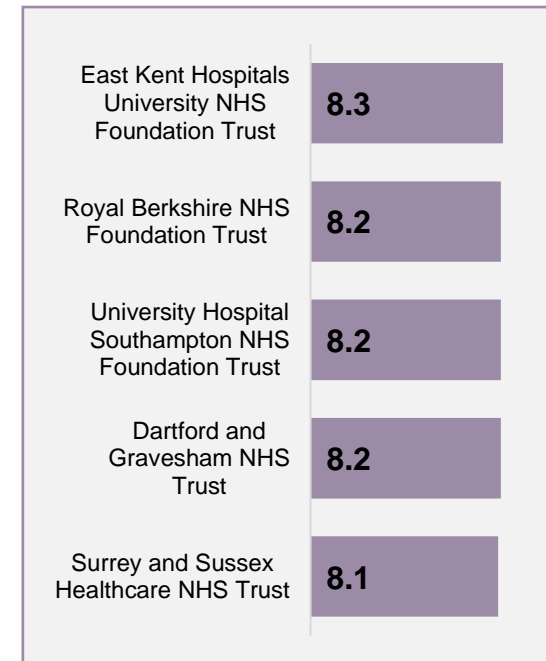 East Kent Hospitals
University NHS
Foundation Trust
8.3
Royal Berkshire NHS
Foundation Trust
8.2
University Hospital
Southampton NHS
Foundation Trust
8.2
Dartford and
Gravesham NHS
Trust
8.2
Surrey and Sussex
Healthcare NHS Trust
8.1